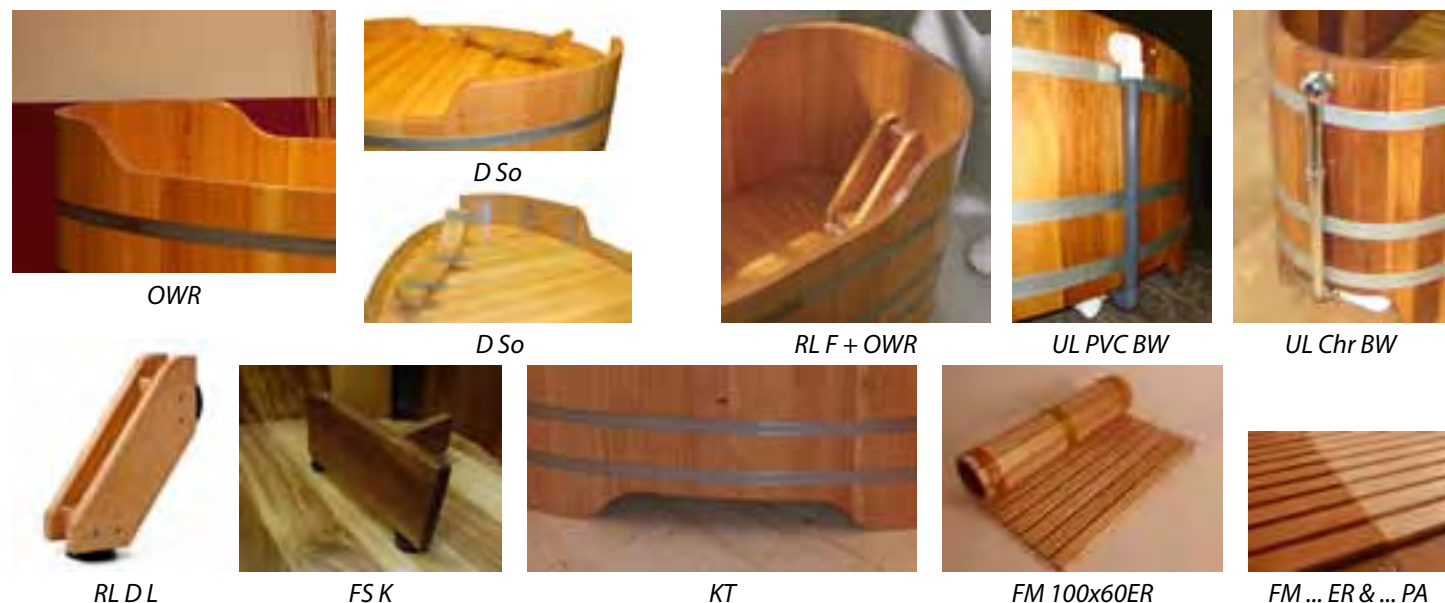 D So
OWR
D So
RL F + OWR
UL PVC BW
UL Chr BW
RL D L
FS K
KT
FM 100x60ER
FM ... ER & ... PA